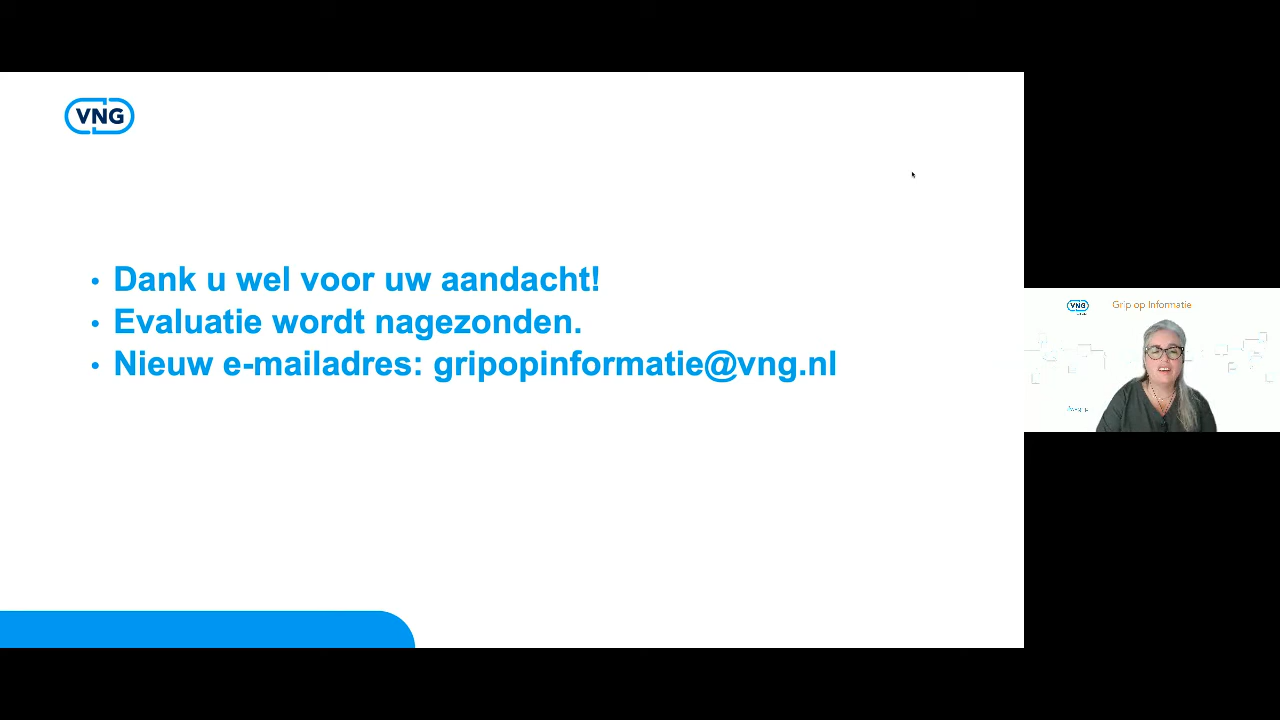 VNG
• Dank u wel voor uw aandacht!
• Evaluatie wordt nagezonden.
• Nieuw e-mailadres: gripopinformatie@vng.nl
VNG
Grip op Informatie